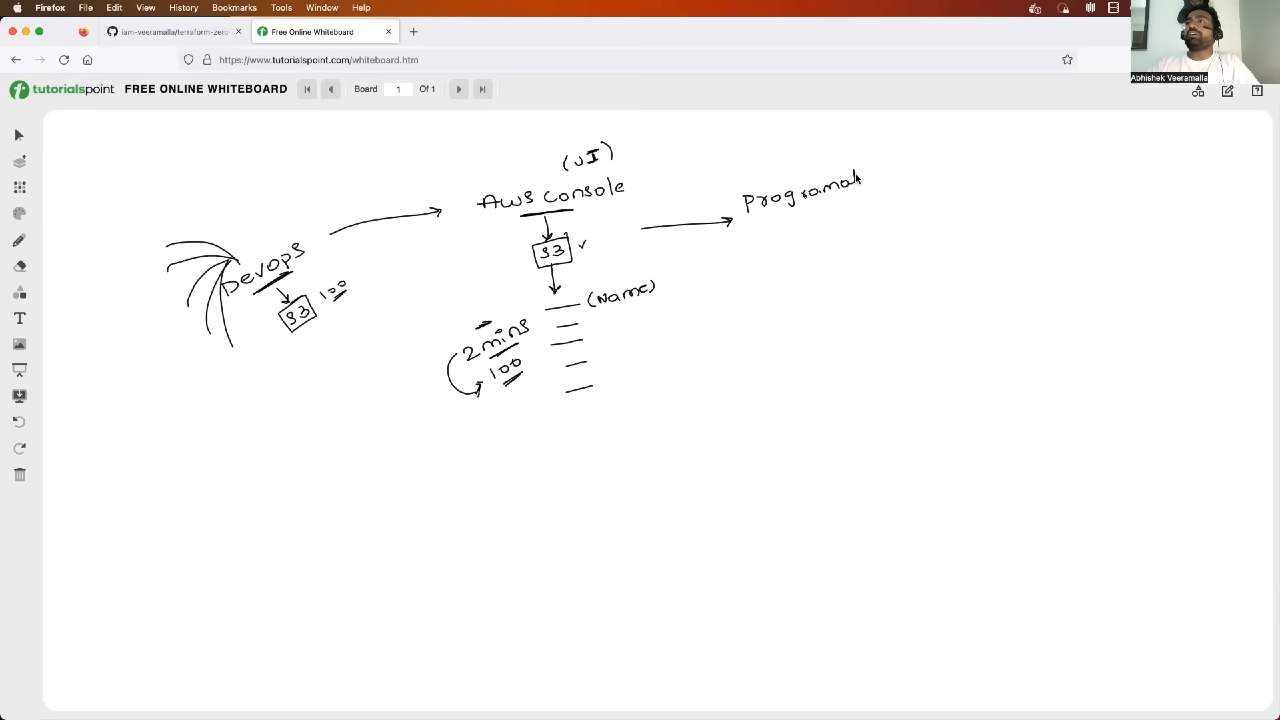 Firefox File Edit View History Bookmarks Tools Window Help
iam-veeramalla/terraform-zero-
Free Online Whiteboard
https://www.tutorialspoint.com/whiteboard.htm
Abhishek Veeramalla
tutorialspoint FREE ONLINE WHITEBOARD Board 1 Of 1
(UI)
AWS Console
Programat
Devops
S3
S3
100
(Name)
2 mins
100